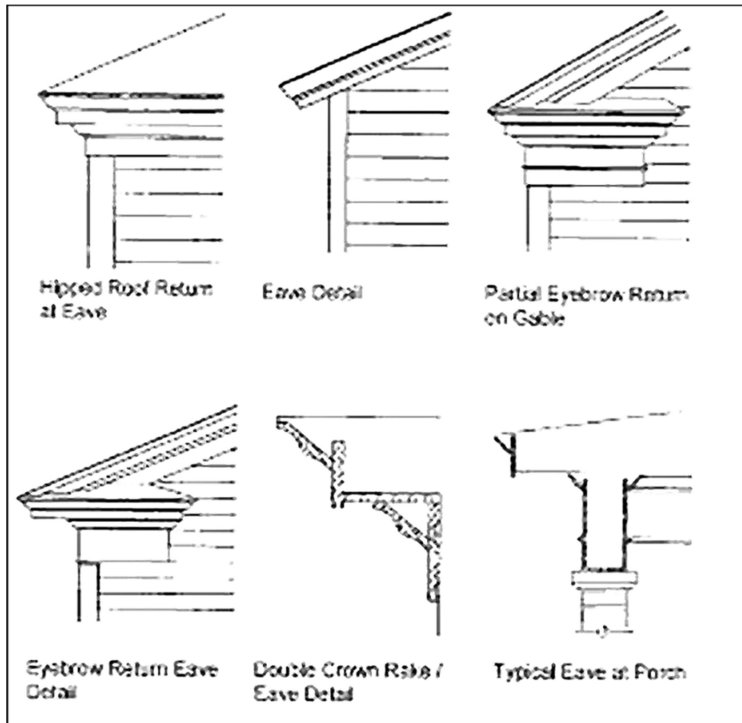 Hipped Roof Return
at Eave
Eave Detail
Partial Eyebrow Return
on Gable
Eyebrow Return Eave
Detail
Double Crown Rake /
Eave Detail
Typical Eave at Porch